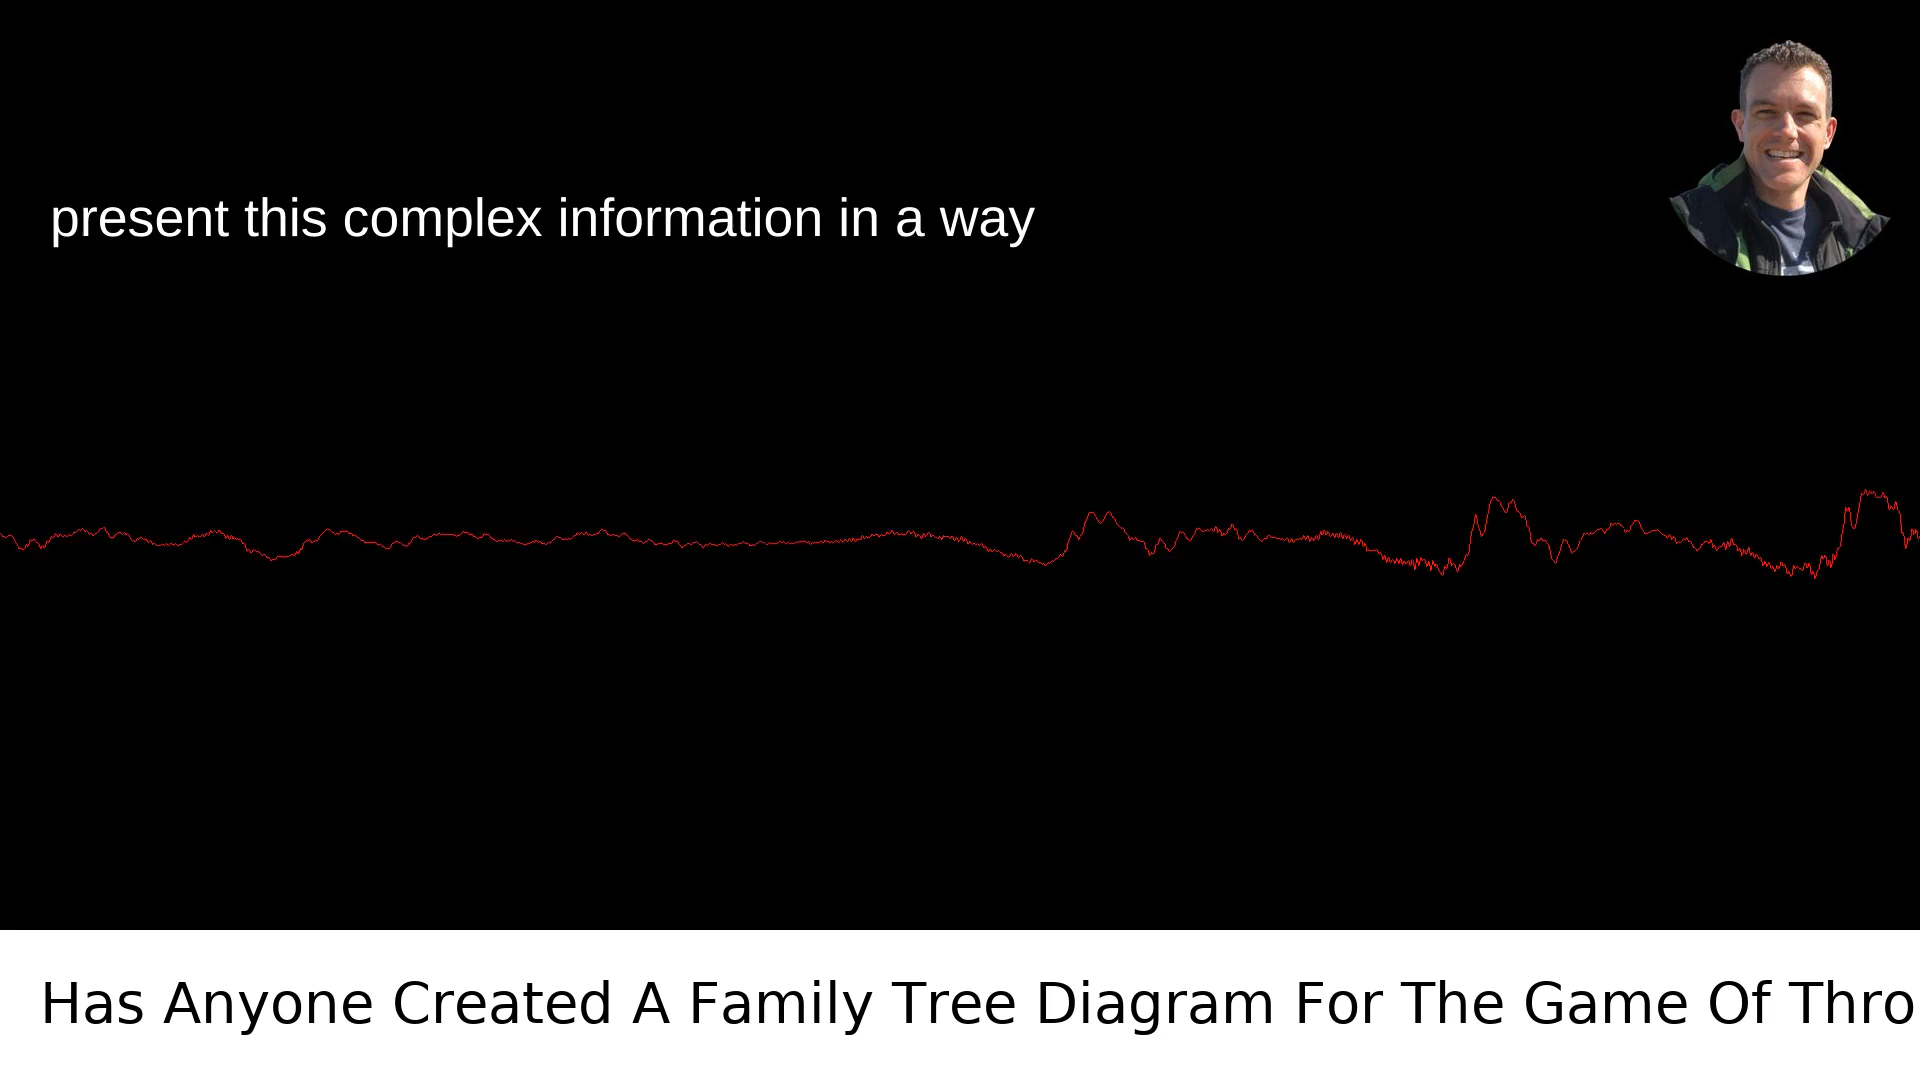 present this complex information in a way
Has Anyone Created A Family Tree Diagram For The Game Of Thro